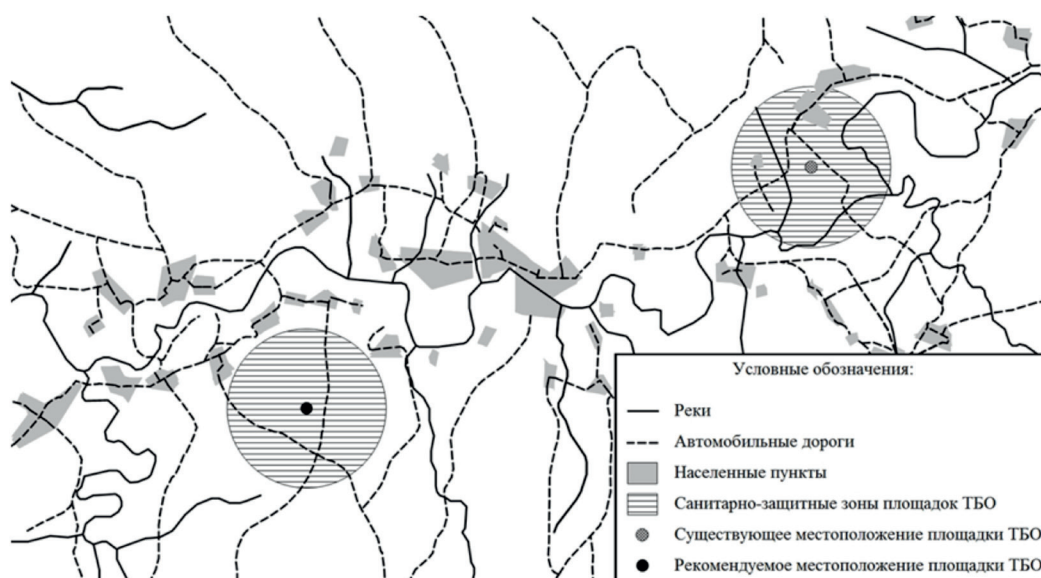 Условные обозначения:
Реки
Автомобильные дороги
Населенные пункты
Санитарно-защитные зоны площадок ТБО
Существующее местоположение площадки ТБО
Рекомендуемое местоположение площадки ТБО